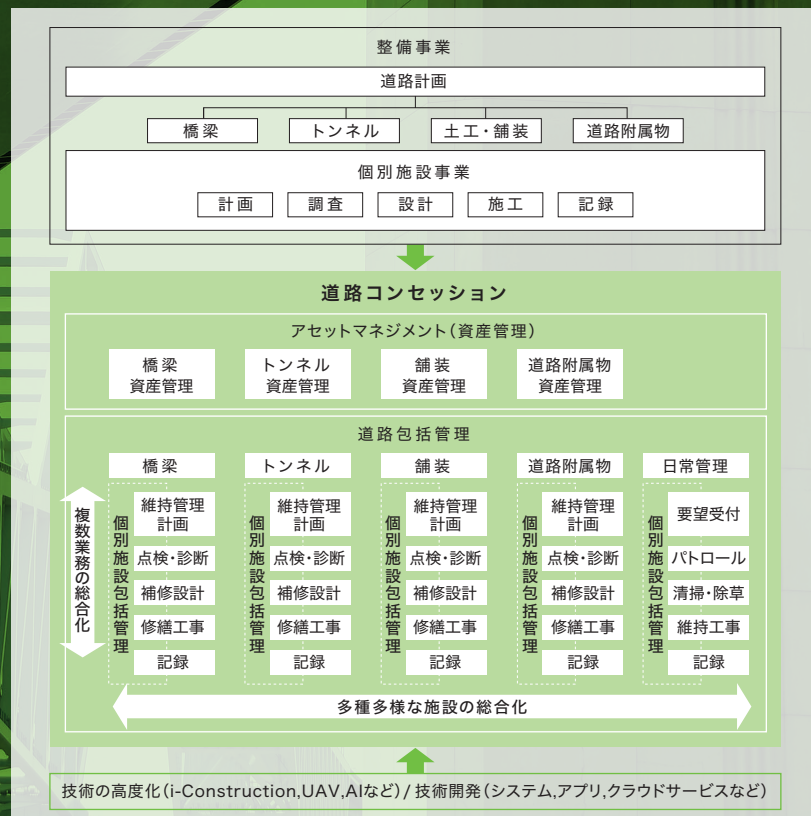 整備事業
道路計画
橋梁 トンネル 土工・舗装 道路附属物
個別施設事業
計画 調査 設計 施工 記録
道路コンセッション
アセットマネジメント(資産管理)
橋梁 トンネル 舗装 道路附属物
資産管理 資産管理 資産管理 資産管理
道路包括管理
橋梁 トンネル 舗装 道路附属物 日常管理
複数業務の総合化
個別施設包括管理
維持管理
計画
点検・診断
補修設計
修繕工事
記録
個別施設包括管理
維持管理
計画
点検・診断
補修設計
修繕工事
記録
個別施設包括管理
維持管理
計画
点検・診断
補修設計
修繕工事
記録
個別施設包括管理
維持管理
計画
点検・診断
補修設計
修繕工事
記録
個別施設包括管理
要望受付
パトロール
清掃・除草
維持工事
記録
多種多様な施設の総合化
技術の高度化(i-Construction,UAV,AIなど)/技術開発(システム,アプリ,クラウドサービスなど)